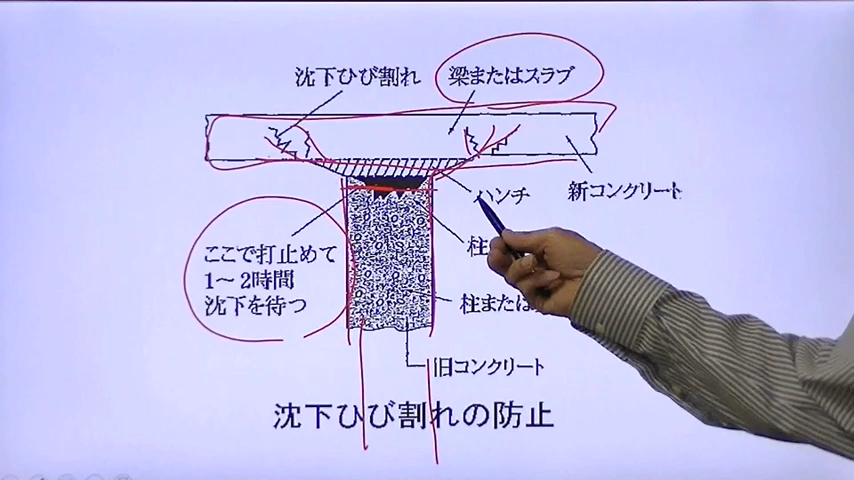 沈下ひび割れ
梁またはスラブ
ハンチ
新コンクリート
ここで打止めて
1〜2時間
沈下を待つ
柱
柱または
旧コンクリート
沈下ひび割れの防止